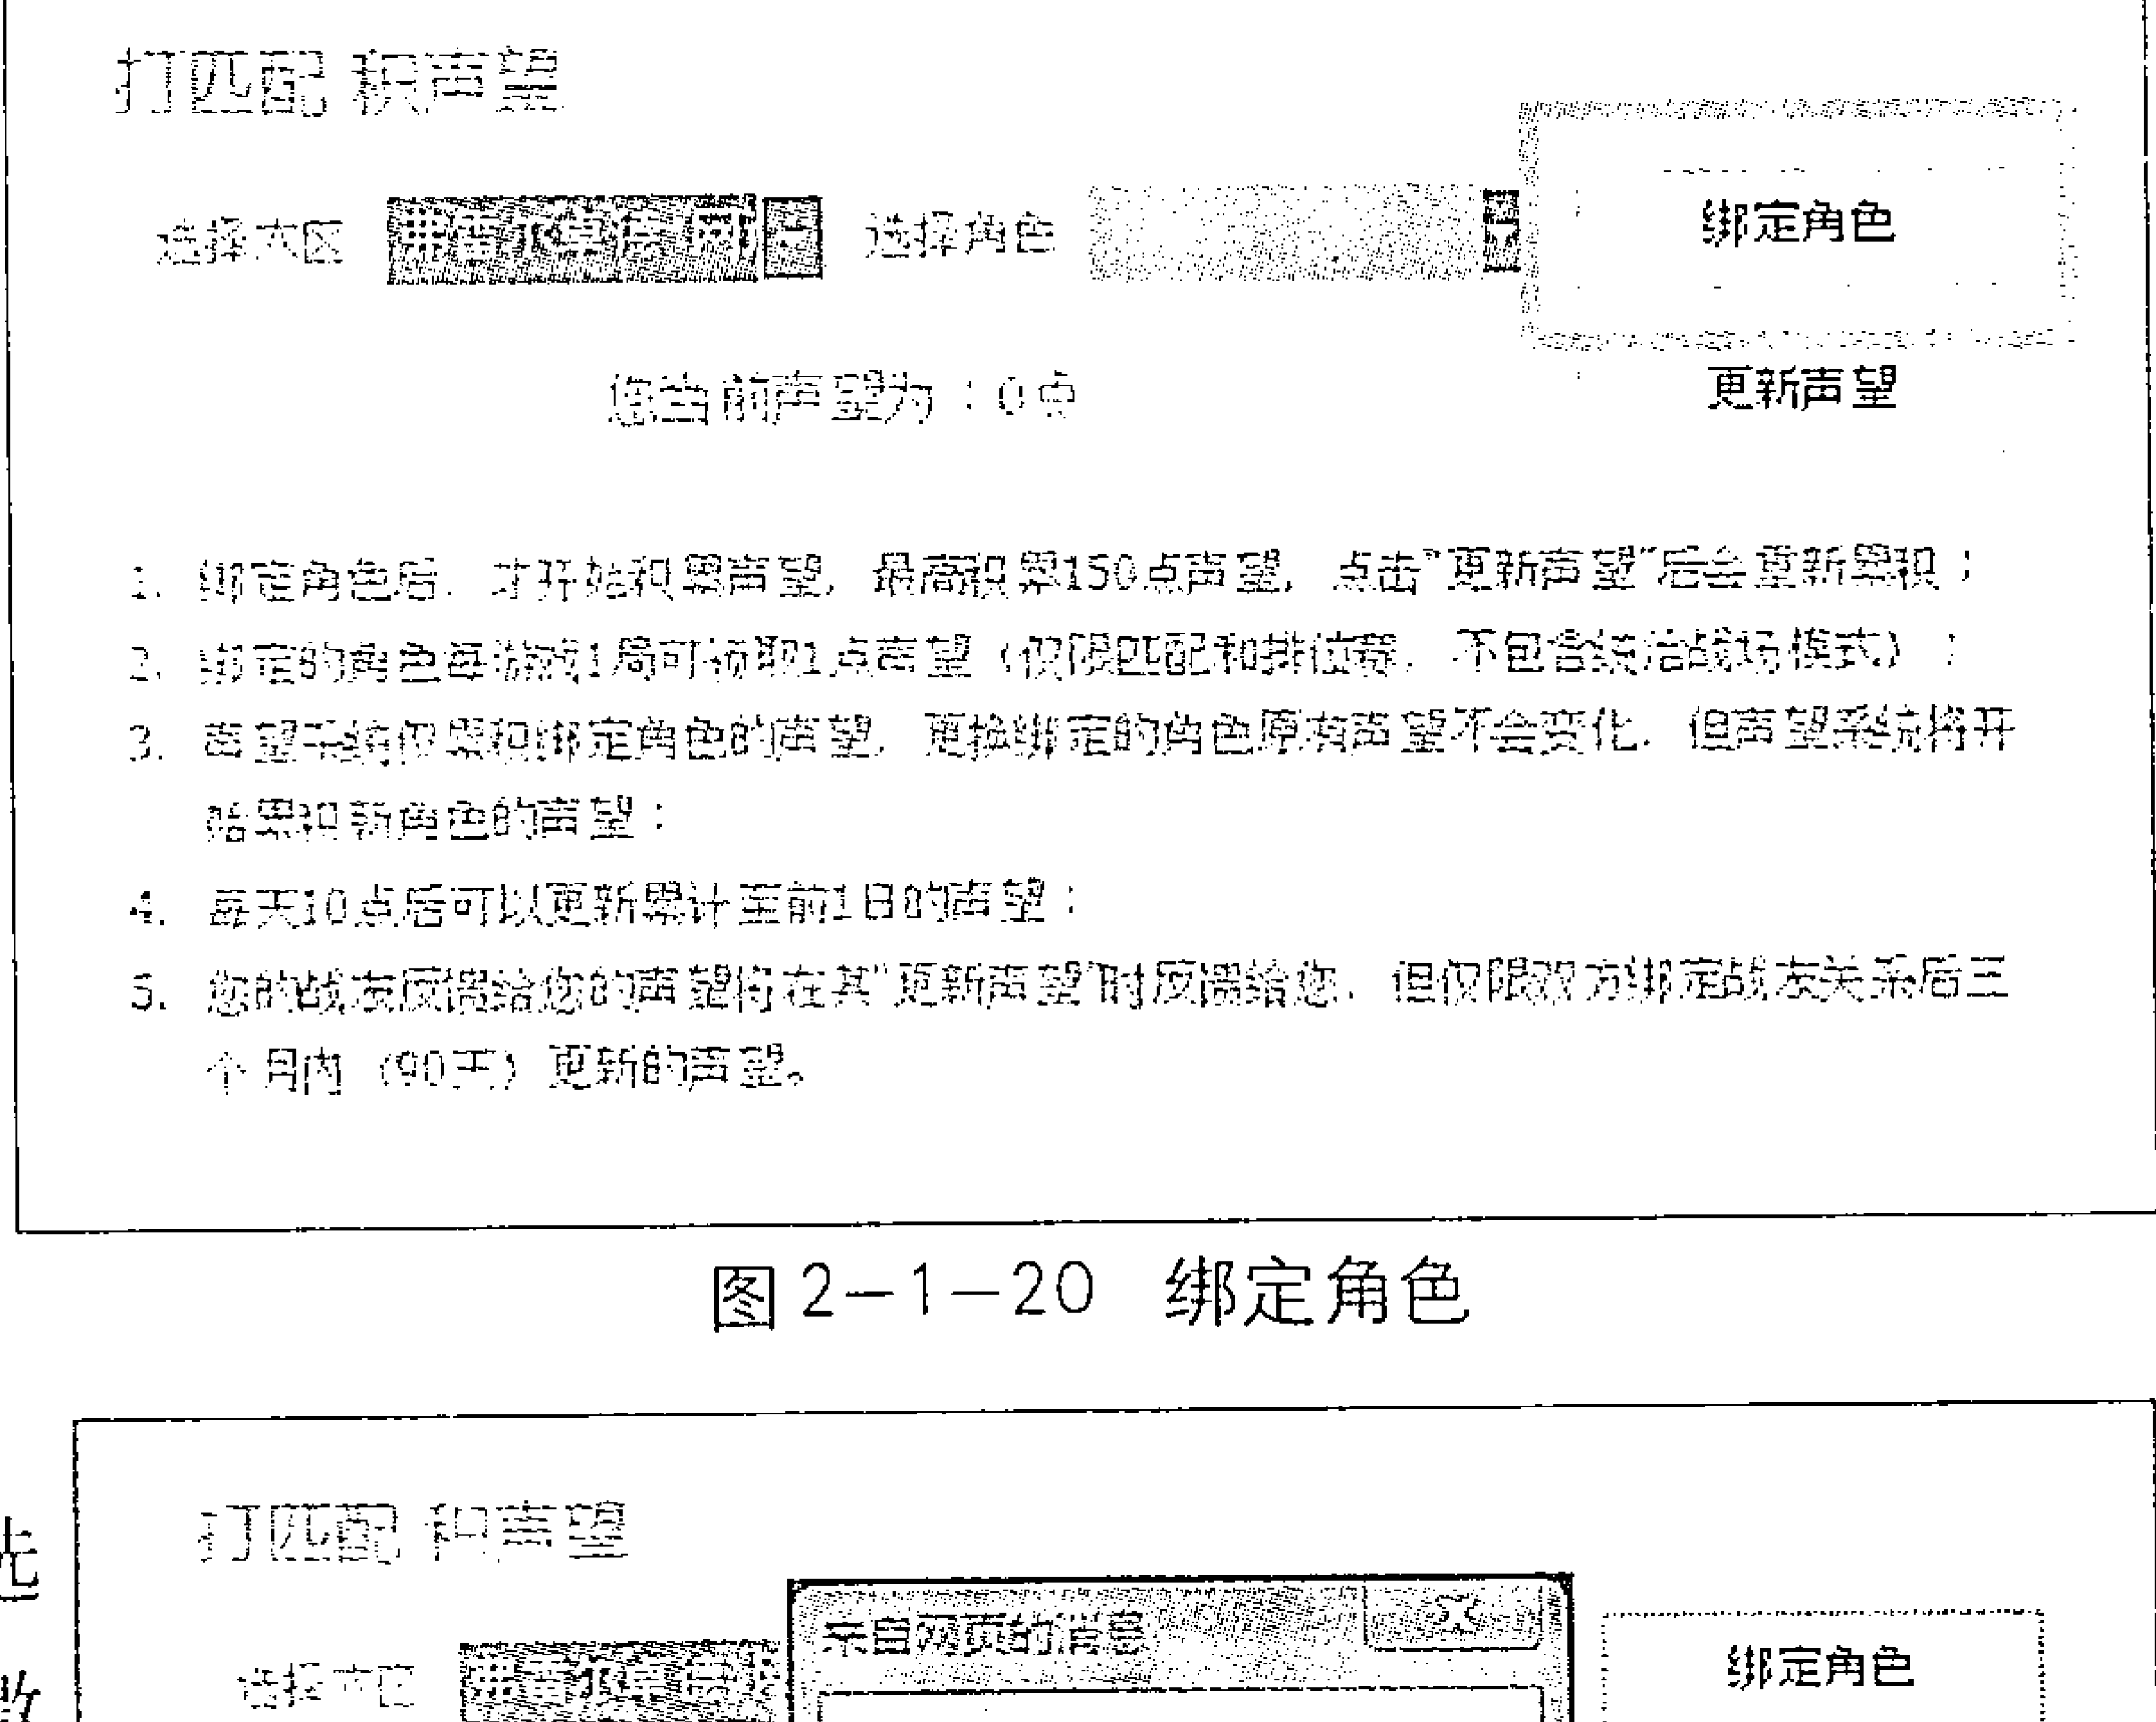 打匹配 积声望
选择大区 弗雷尔卓德 网 选择角色 绑定角色
您当前声望为：0点 更新声望
1. 绑定角色后，才开始积累声望，最高积累150点声望，点击"更新声望"后会重新累积；
2. 绑定的角色每游戏1局可领取1点声望（仅限匹配和排位赛，不包含统治战场模式）；
3. 声望系统仅累积绑定角色的声望，更换绑定的角色原有声望不会变化，但声望系统将开
始累积新角色的声望；
4. 每天10点后可以更新累计至前1日的声望；
5. 您的战友反馈给您的声望将在其"更新声望"时反馈给您，但仅限双方绑定战友关系后三
个月内（90天）更新的声望。
图2-1-20 绑定角色
打匹配 积声望
来自网页的消息 X
选择大区 弗雷尔卓德 绑定角色